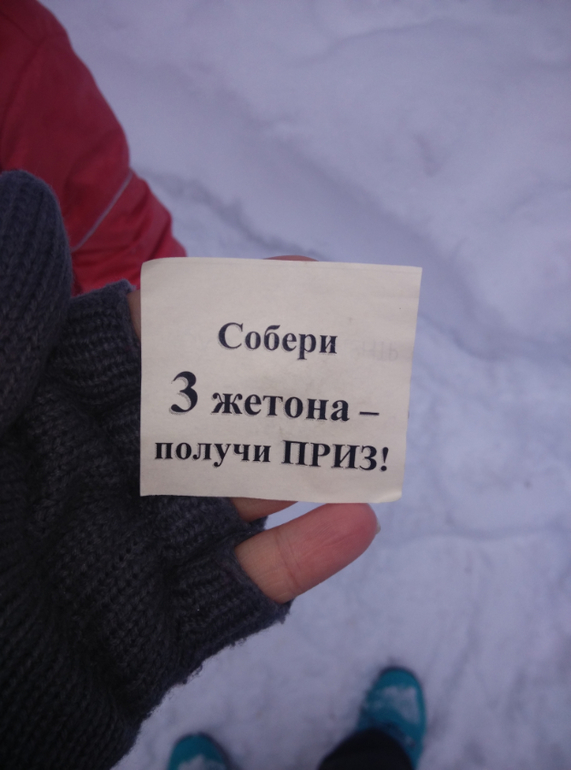 Собери
3 жетона –
получи ПРИЗ!